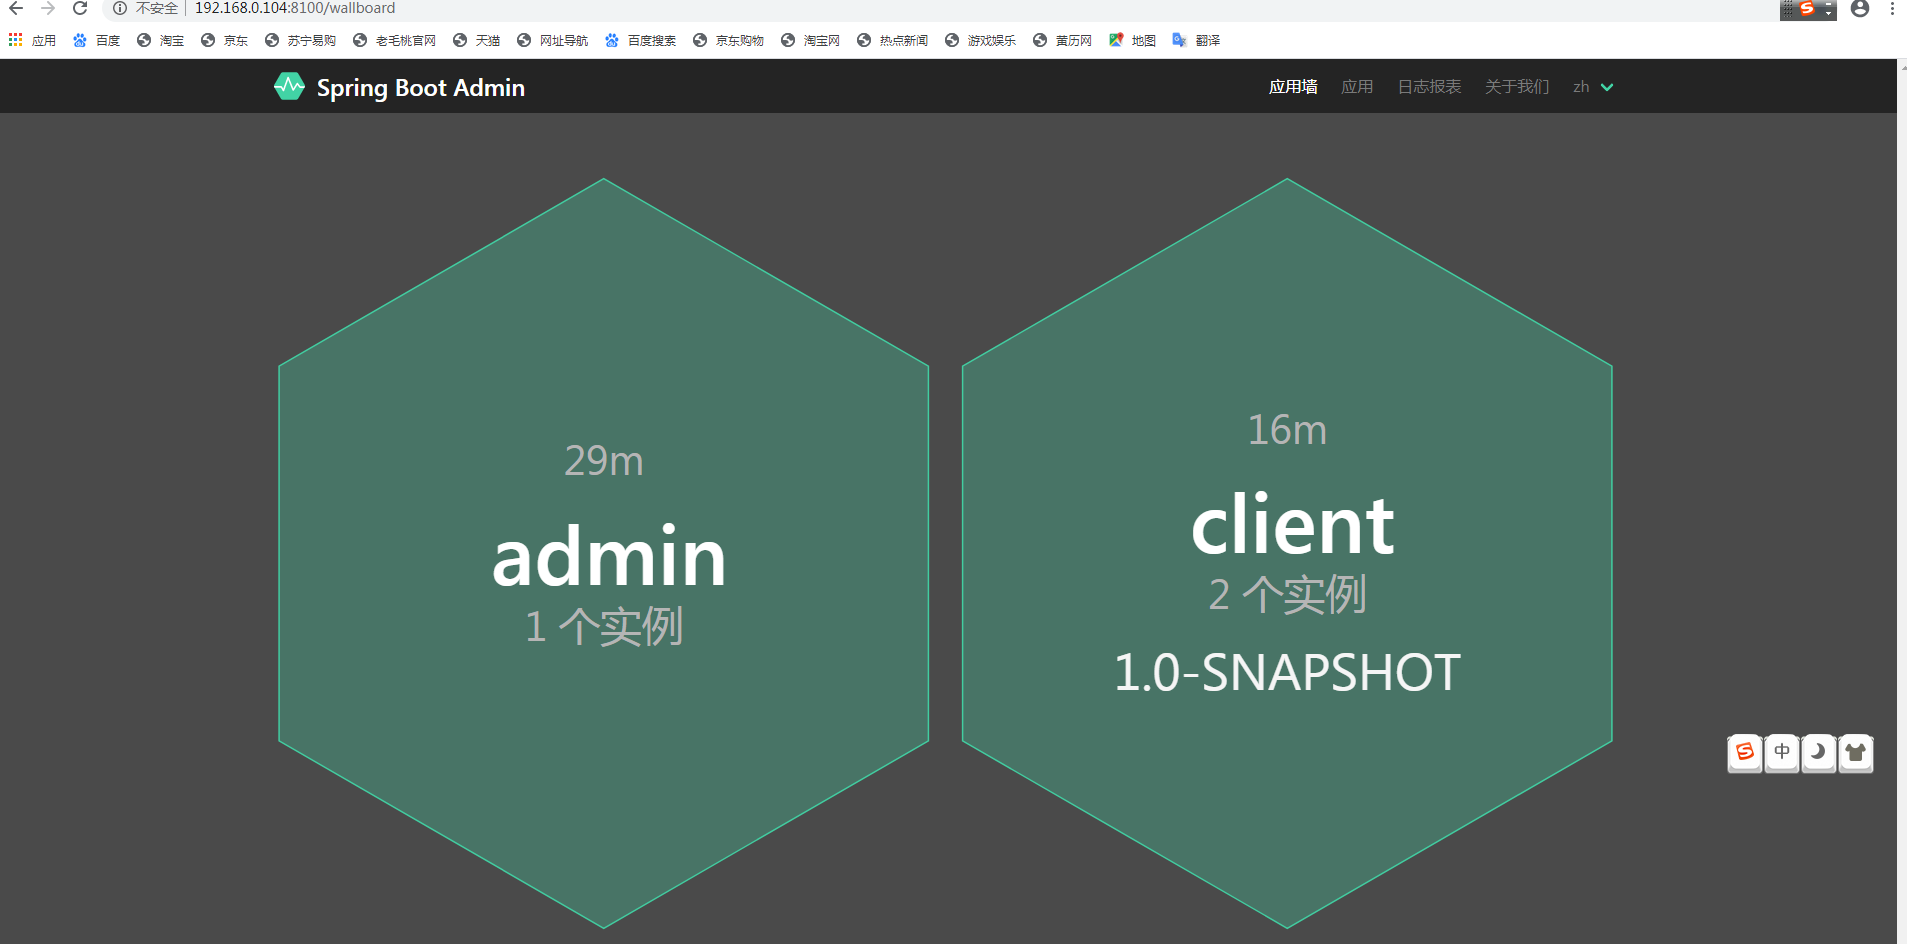 不安全 192.168.0.104:8100/wallboard
应用 百度 淘宝 京东 苏宁易购 老毛桃官网 天猫 网址导航 百度搜索 京东购物 淘宝网 热点新闻 游戏娱乐 黄历网 地图 翻译
Spring Boot Admin 应用墙 应用 日志报表 关于我们 zh
29m
admin
1 个实例
16m
client
2 个实例
1.0-SNAPSHOT
中